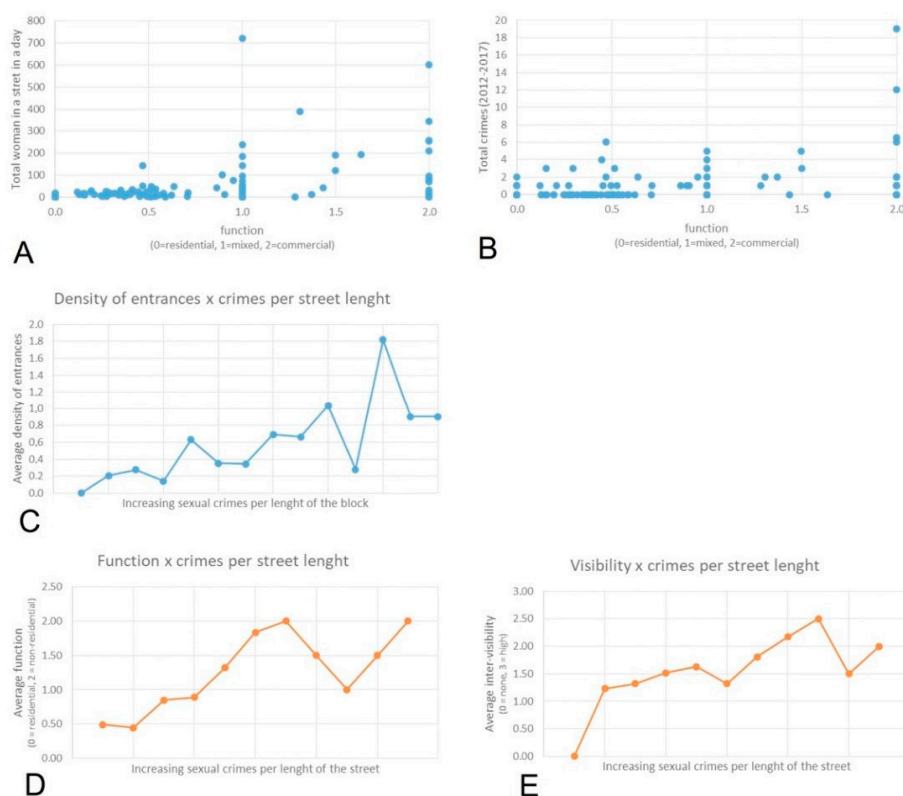 800
700
600
500
400
300
200
100
0
Total woman in a stret in a day
0.0 0.5 1.0 1.5 2.0
function
(0=residential, 1=mixed, 2=commercial)
A
20
18
16
14
12
10
8
6
4
2
0
Total crimes (2012-2017)
0.0 0.5 1.0 1.5 2.0
function
(0=residential, 1=mixed, 2=commercial)
B
Density of entrances x crimes per street lenght
2.0
1.8
1.6
1.4
1.2
1.0
0.8
0.6
0.4
0.2
0.0
Average density of entrances
Increasing sexual crimes per lenght of the block
C
Function x crimes per street lenght
2.50
2.00
1.50
1.00
0.50
0.00
Average function
(0 = residential, 2 = non-residential)
Increasing sexual crimes per lenght of the street
D
Visibility x crimes per street lenght
3.00
2.50
2.00
1.50
1.00
0.50
0.00
Average inter-visibility
(0 = none, 3 = high)
Increasing sexual crimes per lenght of the street
E